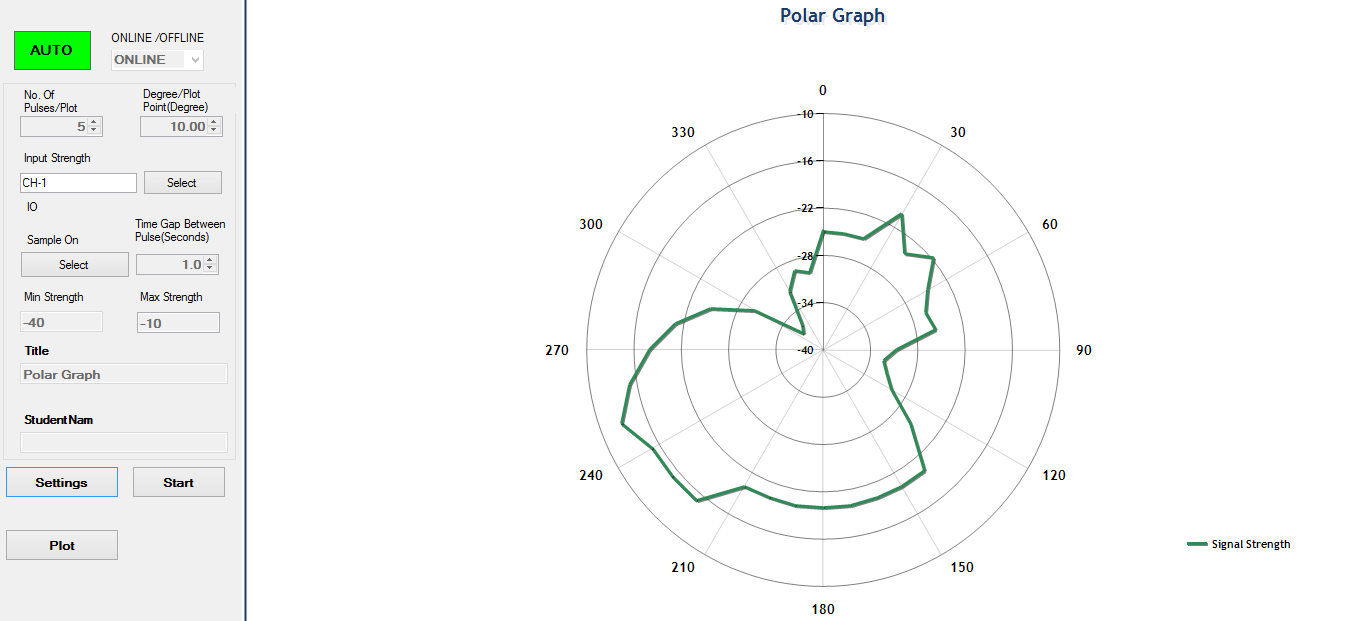 Polar Graph
AUTO
ONLINE /OFFLINE
ONLINE
No. Of
Pulses/Plot
Degree/Plot
Point(Degree)
5
10.00
Input Strength
CH-1
Select
IO
Time Gap Between
Pulse(Seconds)
Sample On
Select
1.0
Min Strength
Max Strength
-40
-10
Title
Polar Graph
StudentNam
Settings
Start
Plot
0
30
60
90
120
150
180
210
240
270
300
330
-10
-16
-22
-28
-34
-40
Signal Strength